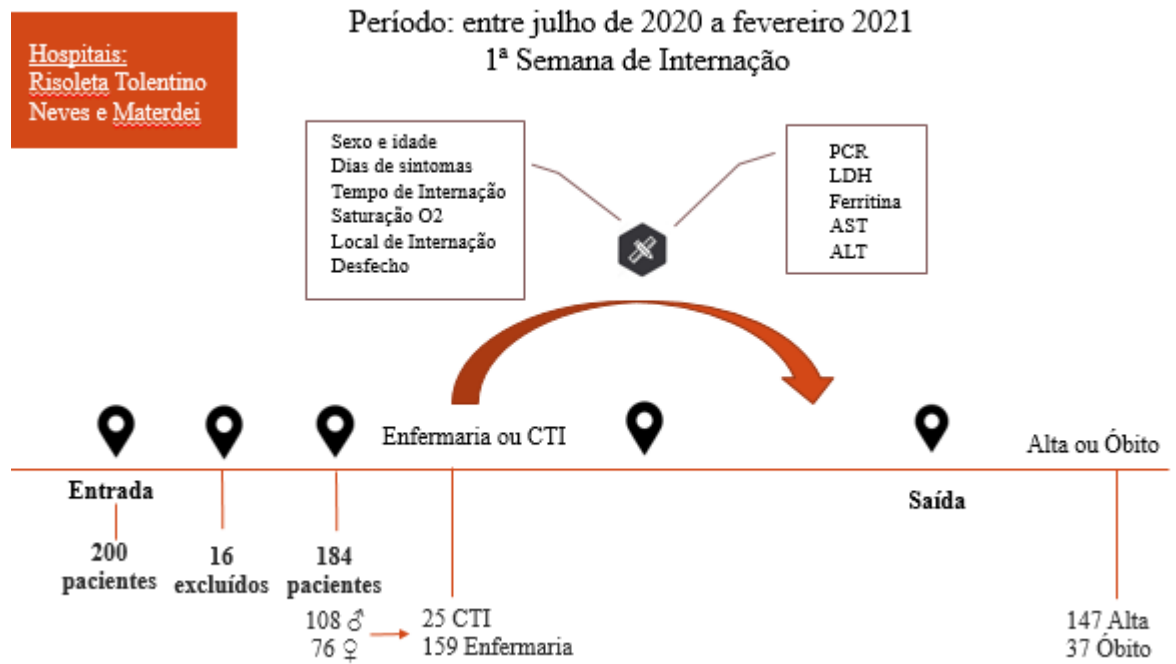 Hospitais:
Risoleta Tolentino
Neves e Materdei
Período: entre julho de 2020 a fevereiro 2021
1ª Semana de Internação
Sexo e idade
Dias de sintomas
Tempo de Internação
Saturação O2
Local de Internação
Desfecho
PCR
LDH
Ferritina
AST
ALT
Enfermaria ou CTI
Alta ou Óbito
Entrada
Saída
200
pacientes
16
excluídos
184
pacientes
108 ♂
76 ♀
25 CTI
159 Enfermaria
147 Alta
37 Óbito